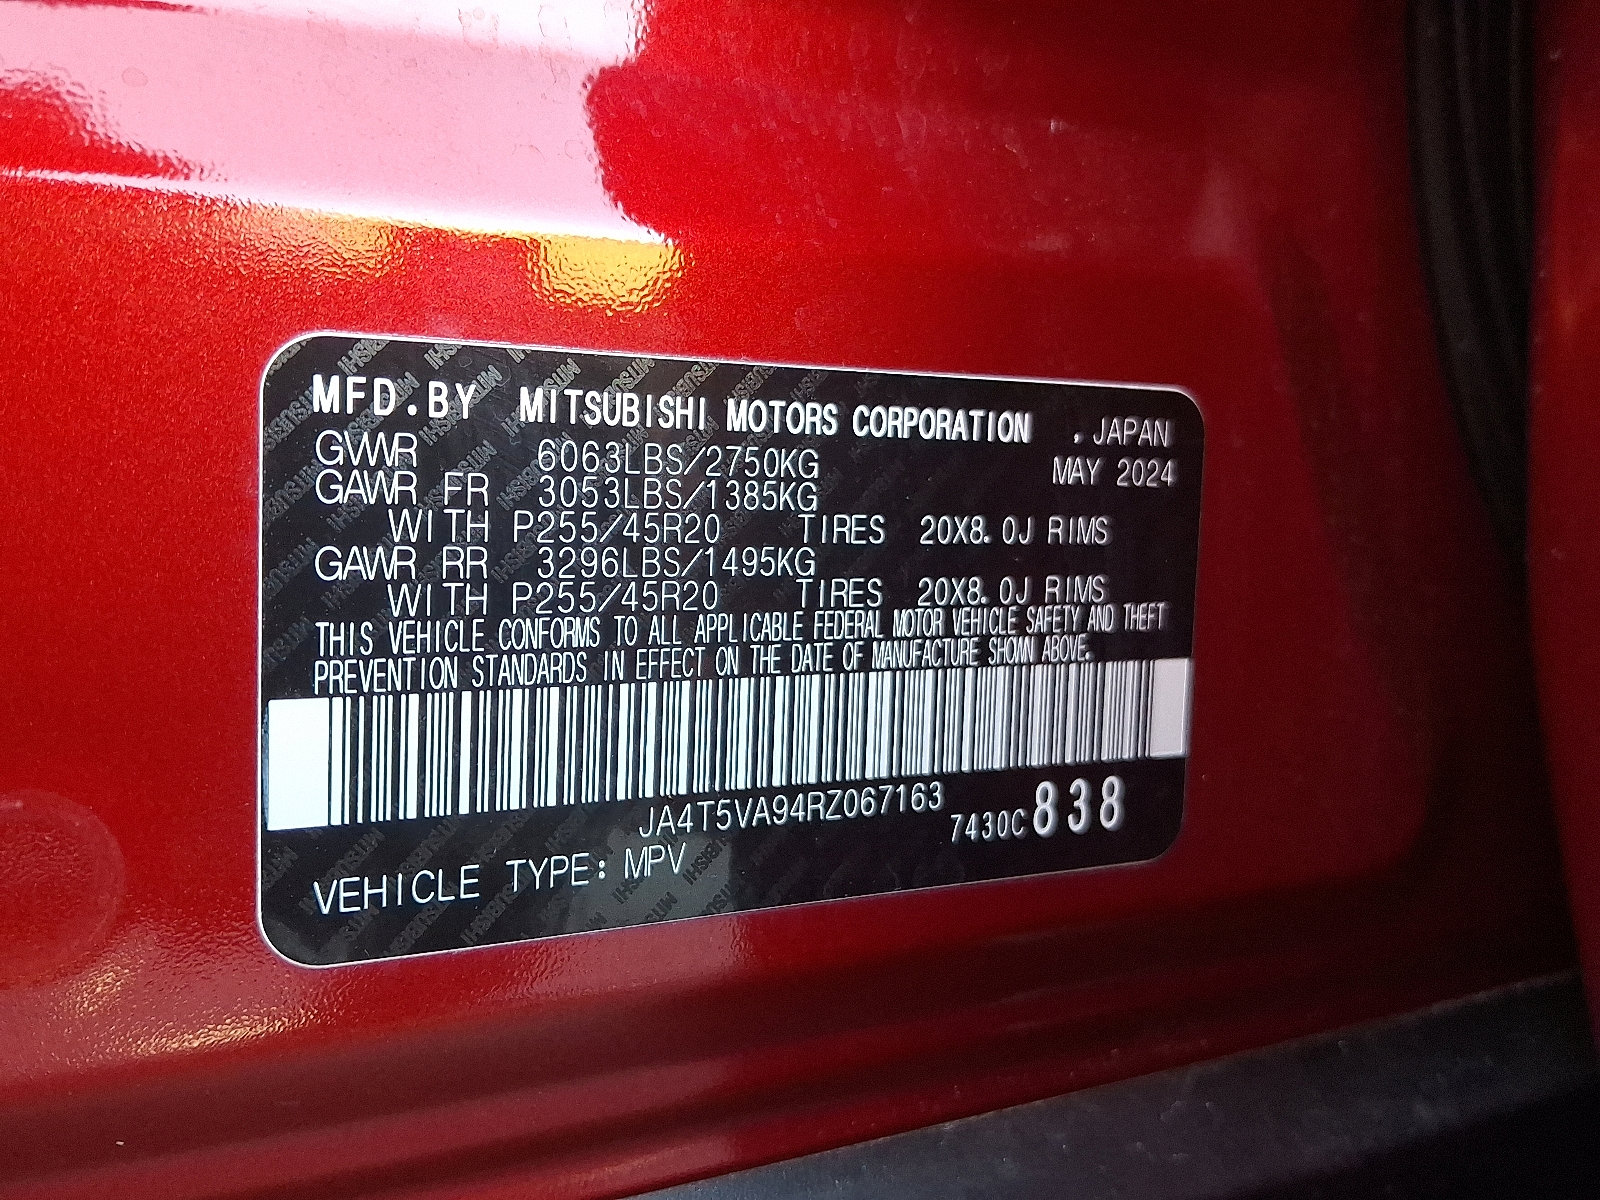 MFD.BY MITSUBISHI MOTORS CORPORATION , JAPAN
GVWR 6063LBS/2750KG MAY 2024
GAWR FR 3053LBS/1385KG
WITH P255/45R20 TIRES 20X8.0J RIMS
GAWR RR 3296LBS/1495KG
WITH P255/45R20 TIRES 20X8.0J RIMS
THIS VEHICLE CONFORMS TO ALL APPLICABLE FEDERAL MOTOR VEHICLE SAFETY AND THEFT
PREVENTION STANDARDS IN EFFECT ON THE DATE OF MANUFACTURE SHOWN ABOVE.
JA4T5VA94RZ067163 7430C 838
VEHICLE TYPE: MPV